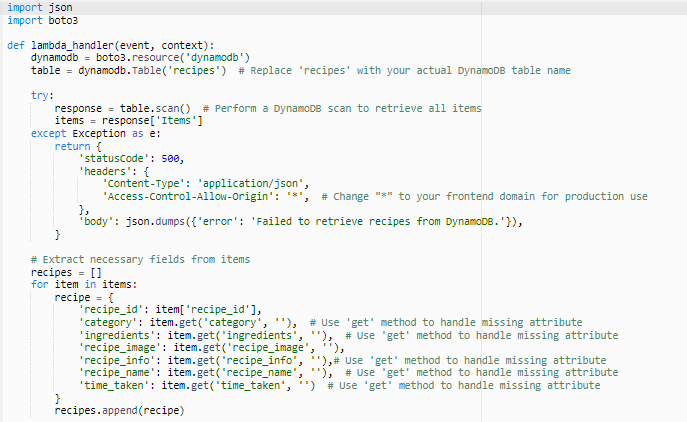 import json
import boto3

def lambda_handler(event, context):
    dynamodb = boto3.resource('dynamodb')
    table = dynamodb.Table('recipes')  # Replace 'recipes' with your actual DynamoDB table name

    try:
        response = table.scan()  # Perform a DynamoDB scan to retrieve all items
        items = response['Items']
    except Exception as e:
        return {
            'statusCode': 500,
            'headers': {
                'Content-Type': 'application/json',
                'Access-Control-Allow-Origin': '*',  # Change "*" to your frontend domain for production use
            },
            'body': json.dumps({'error': 'Failed to retrieve recipes from DynamoDB.'}),
        }

    # Extract necessary fields from items
    recipes = []
    for item in items:
        recipe = {
            'recipe_id': item['recipe_id'],
            'category': item.get('category', ''),  # Use 'get' method to handle missing attribute
            'ingredients': item.get('ingredients', ''),  # Use 'get' method to handle missing attribute
            'recipe_image': item.get('recipe_image', ''),
            'recipe_info': item.get('recipe_info', ''),# Use 'get' method to handle missing attribute
            'recipe_name': item.get('recipe_name', ''),  # Use 'get' method to handle missing attribute
            'time_taken': item.get('time_taken', '')  # Use 'get' method to handle missing attribute
        }
        recipes.append(recipe)